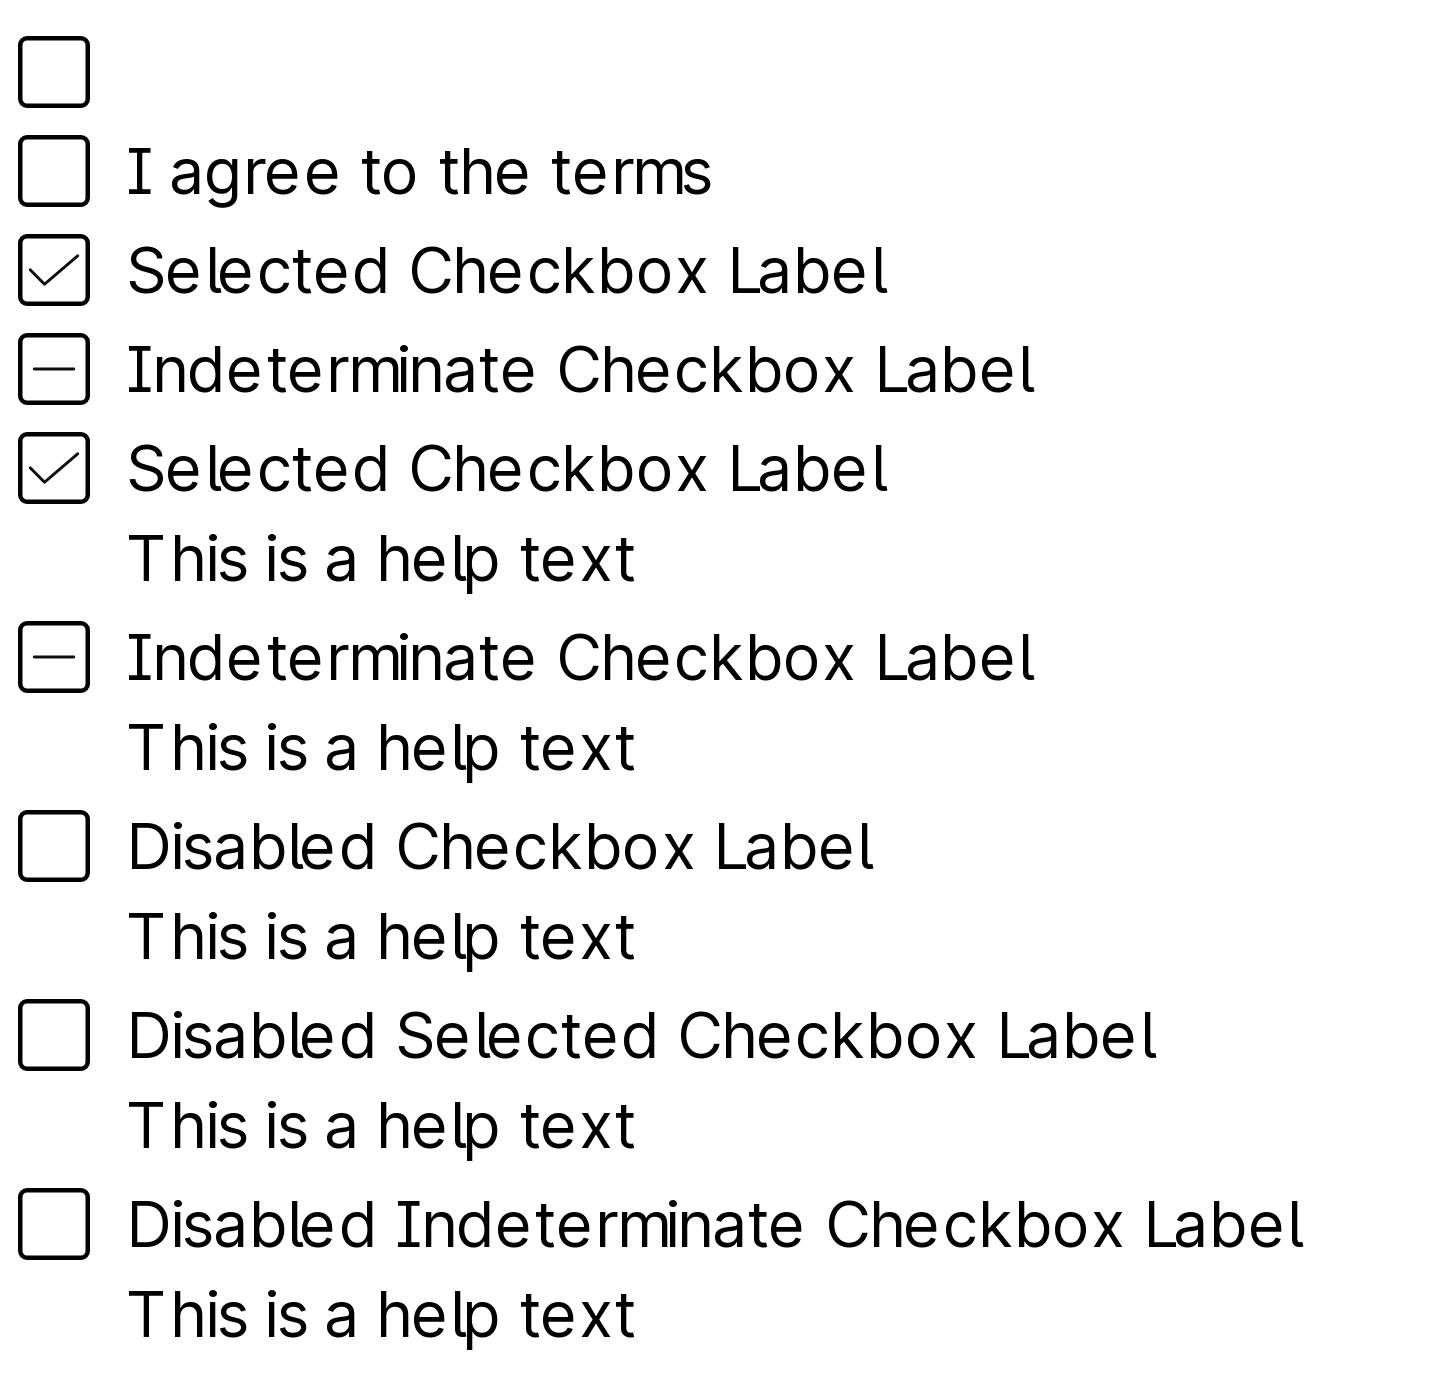 I agree to the terms
Selected Checkbox Label
Indeterminate Checkbox Label
Selected Checkbox Label
This is a help text
Indeterminate Checkbox Label
This is a help text
Disabled Checkbox Label
This is a help text
Disabled Selected Checkbox Label
This is a help text
Disabled Indeterminate Checkbox Label
This is a help text